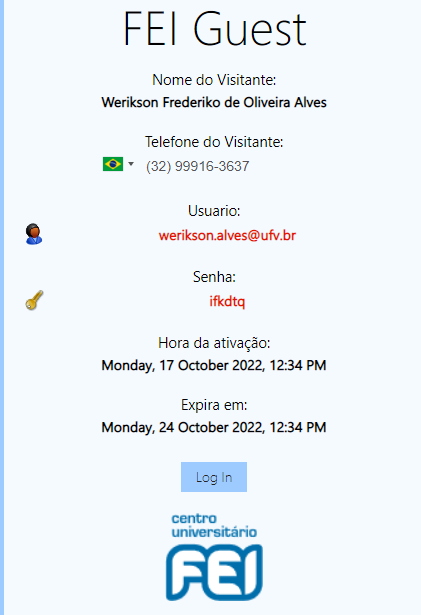 FEI Guest
Nome do Visitante:
Werikson Frederiko de Oliveira Alves
Telefone do Visitante:
(32) 99916-3637
Usuario:
werikson.alves@ufv.br
Senha:
ifkdtq
Hora da ativação:
Monday, 17 October 2022, 12:34 PM
Expira em:
Monday, 24 October 2022, 12:34 PM
Log In
centro
universitário
FEI